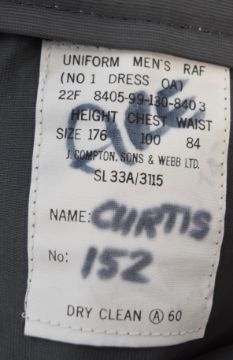 UNIFORM MEN'S RAF
(NO 1 DRESS OA)
22F 8405-99-130-8403
HEIGHT CHEST WAIST
SIZE 176 100 84
J. COMPTON, SONS & WEBB LTD.
SL 33A/3115
NAME: CURTIS
No: 152
DRY CLEAN A 60